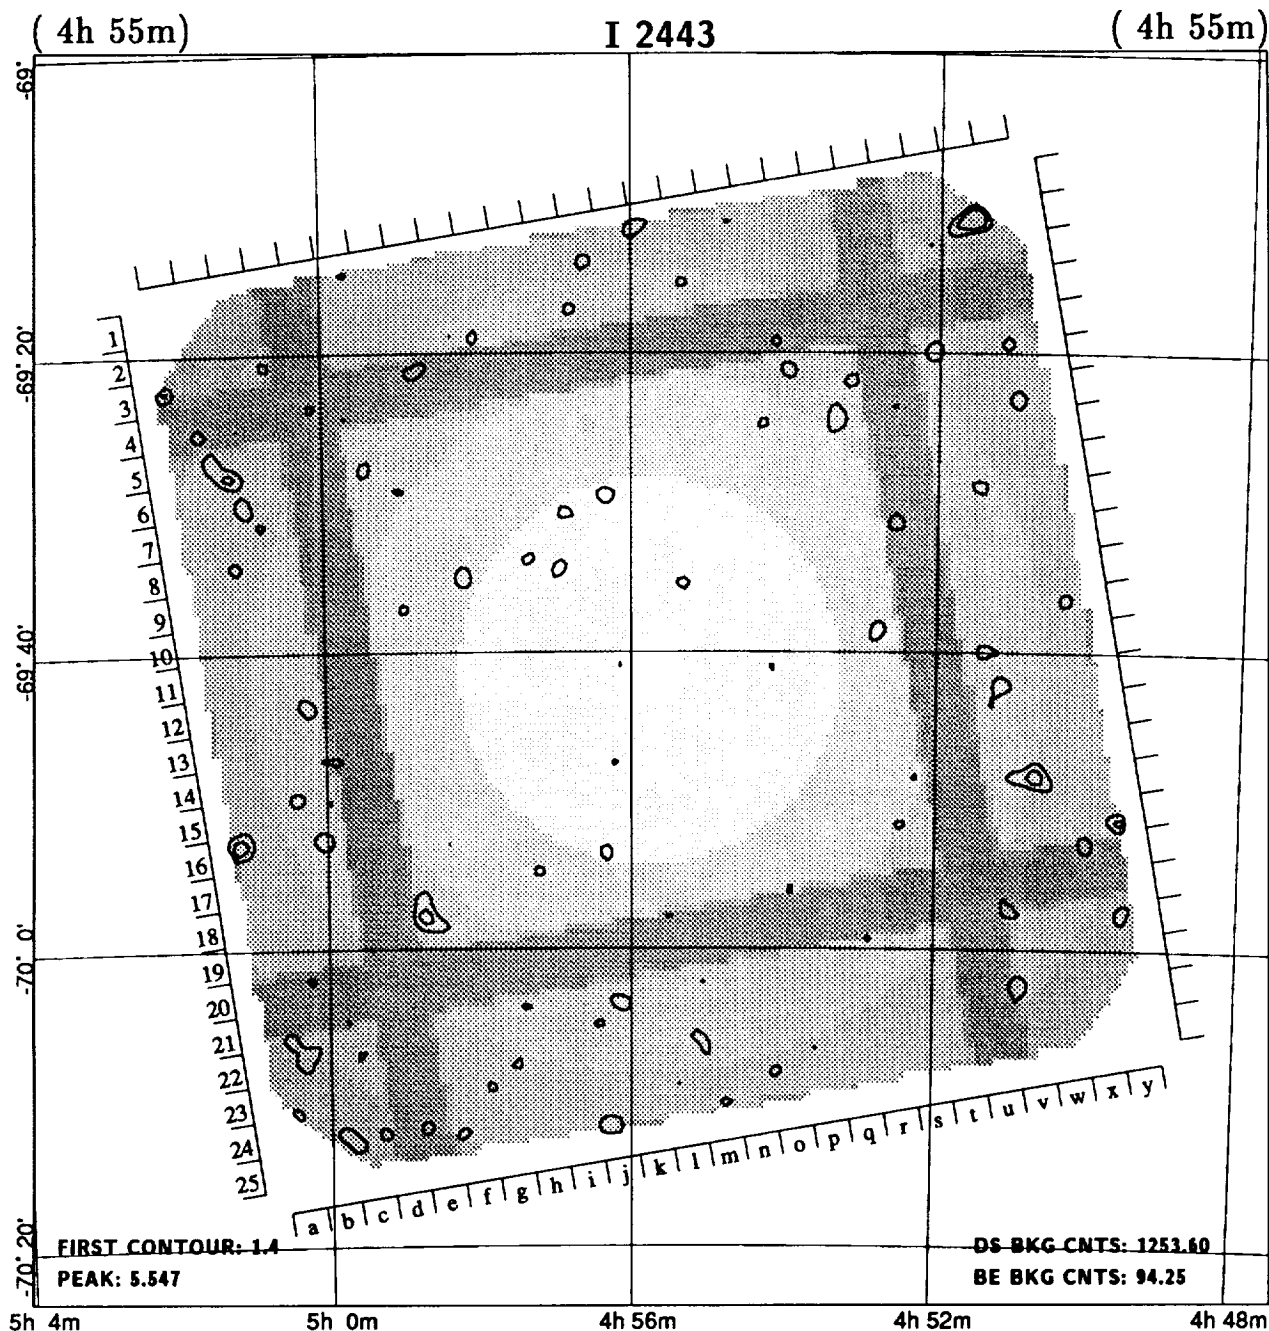 ( 4h 55m)
I 2443
( 4h 55m)
-69°
-69° 20'
-69° 40'
-70° 0'
-70° 20'
1
2
3
4
5
6
7
8
9
10
11
12
13
14
15
16
17
18
19
20
21
22
23
24
25
a b c d e f g h i j k l m n o p q r s t u v w x y
FIRST CONTOUR: 1.4
PEAK: 5.547
DS BKG CNTS: 1253.60
BE BKG CNTS: 94.25
5h 4m
5h 0m
4h 56m
4h 52m
4h 48m